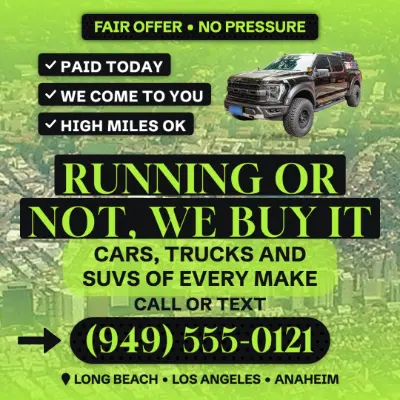 FAIR OFFER • NO PRESSURE
✓ PAID TODAY
✓ WE COME TO YOU
✓ HIGH MILES OK
RUNNING OR
NOT, WE BUY IT
CARS, TRUCKS AND
SUVS OF EVERY MAKE
CALL OR TEXT
(949) 555-0121
LONG BEACH • LOS ANGELES • ANAHEIM